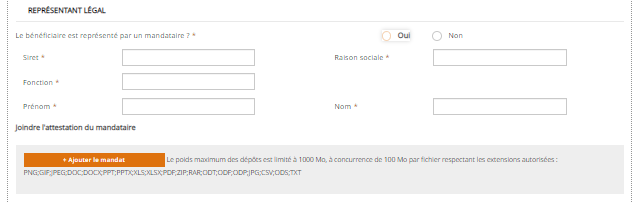 REPRÉSENTANT LÉGAL
Le bénéficiaire est représenté par un mandataire ? * Oui Non
Siret * Raison sociale *
Fonction *
Prénom * Nom *
Joindre l'attestation du mandataire
+ Ajouter le mandat Le poids maximum des dépôts est limité à 1000 Mo, à concurrence de 100 Mo par fichier respectant les extensions autorisées :
PNG;GIF;JPEG;DOC;DOCX;PPT;PPTX;XLS;XLSX;PDF;ZIP;RAR;ODT;ODF;ODP;JPG;CSV;ODS;TXT